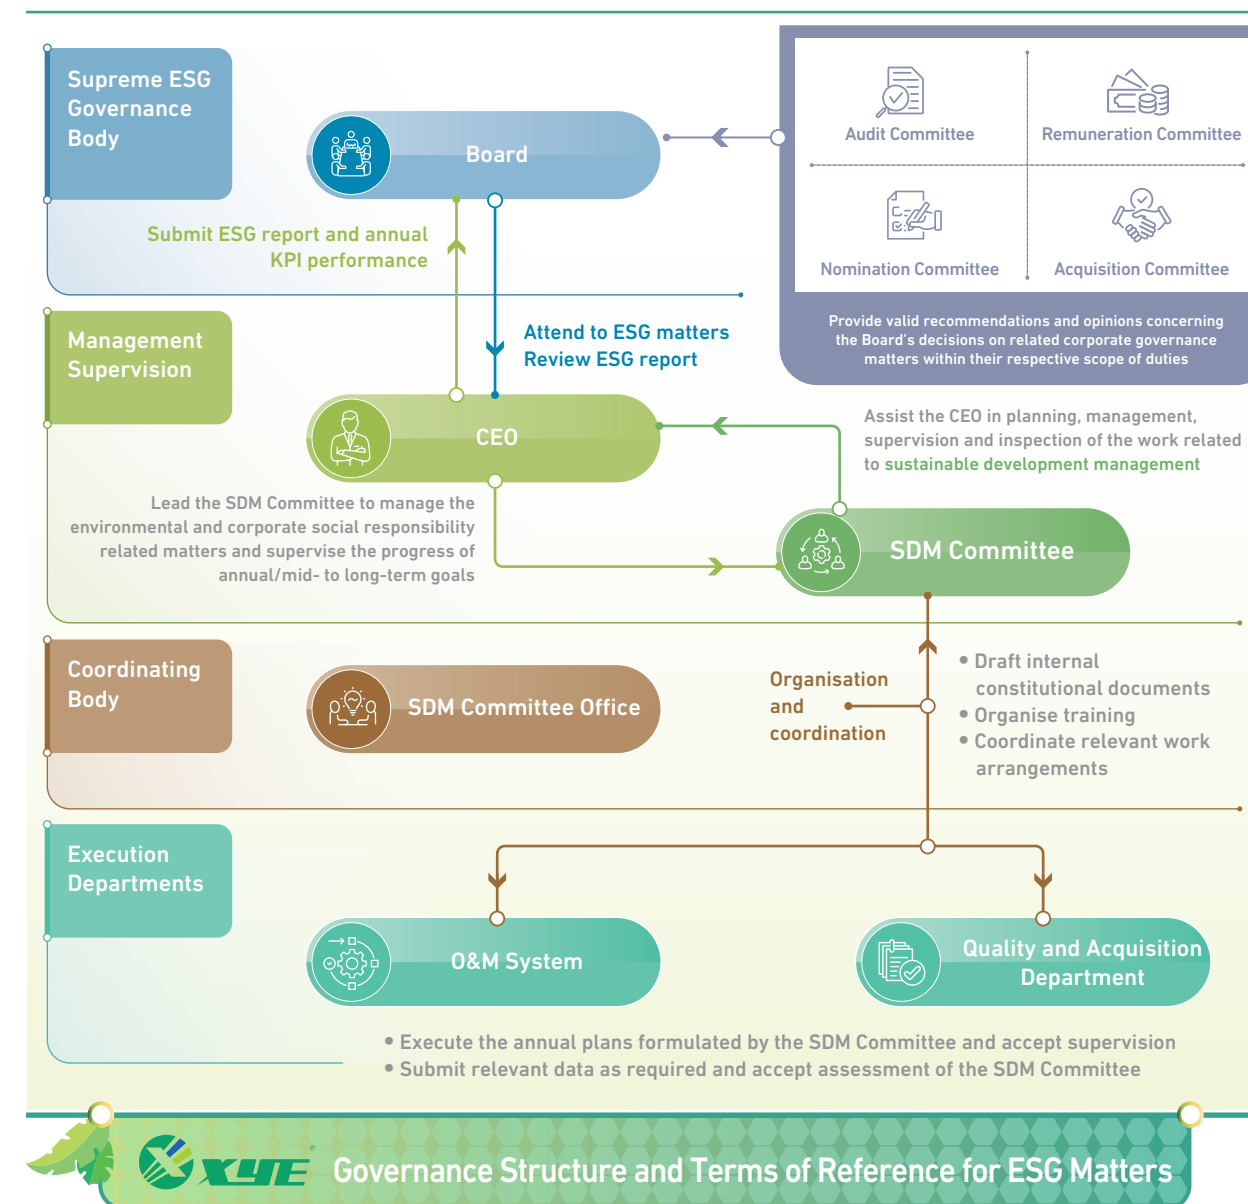 Supreme ESG
Governance
Body
Board
Audit Committee
Remuneration Committee
Nomination Committee
Acquisition Committee
Provide valid recommendations and opinions concerning
the Board's decisions on related corporate governance
matters within their respective scope of duties
Submit ESG report and annual
KPI performance
Attend to ESG matters
Review ESG report
Management
Supervision
CEO
Assist the CEO in planning, management,
supervision and inspection of the work related
to sustainable development management
Lead the SDM Committee to manage the
environmental and corporate social responsibility
related matters and supervise the progress of
annual/mid- to long-term goals
SDM Committee
Coordinating
Body
SDM Committee Office
Organisation
and
coordination
• Draft internal
constitutional documents
• Organise training
• Coordinate relevant work
arrangements
Execution
Departments
O&M System
Quality and Acquisition
Department
• Execute the annual plans formulated by the SDM Committee and accept supervision
• Submit relevant data as required and accept assessment of the SDM Committee
XLYE
Governance Structure and Terms of Reference for ESG Matters